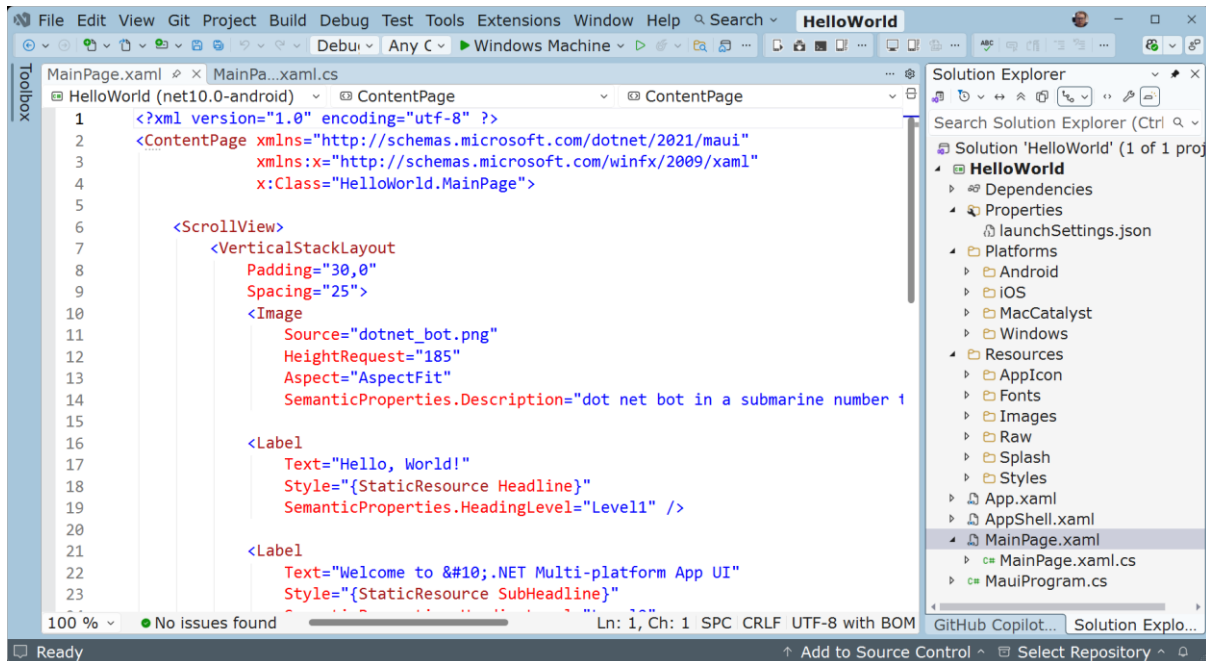 File Edit View Git Project Build Debug Test Tools Extensions Window Help Search HelloWorld
Debu Any C Windows Machine
Toolbox
MainPage.xaml MainPa...xaml.cs
HelloWorld (net10.0-android) ContentPage ContentPage
1 <?xml version="1.0" encoding="utf-8" ?>
2 <ContentPage xmlns="http://schemas.microsoft.com/dotnet/2021/maui"
3 xmlns:x="http://schemas.microsoft.com/winfx/2009/xaml"
4 x:Class="HelloWorld.MainPage">
5
6 <ScrollView>
7 <VerticalStackLayout
8 Padding="30,0"
9 Spacing="25">
10 <Image
11 Source="dotnet_bot.png"
12 HeightRequest="185"
13 Aspect="AspectFit"
14 SemanticProperties.Description="dot net bot in a submarine number
15
16 <Label
17 Text="Hello, World!"
18 Style="{StaticResource Headline}"
19 SemanticProperties.HeadingLevel="Level1" />
20
21 <Label
22 Text="Welcome to &#10;.NET Multi-platform App UI"
23 Style="{StaticResource SubHeadline}"
100 % No issues found Ln: 1, Ch: 1 SPC CRLF UTF-8 with BOM
Solution Explorer
Search Solution Explorer (Ctrl
Solution 'HelloWorld' (1 of 1 proj
HelloWorld
Dependencies
Properties
launchSettings.json
Platforms
Android
iOS
MacCatalyst
Windows
Resources
AppIcon
Fonts
Images
Raw
Splash
Styles
App.xaml
AppShell.xaml
MainPage.xaml
C# MainPage.xaml.cs
C# MauiProgram.cs
GitHub Copilot... Solution Explo...
Ready Add to Source Control Select Repository